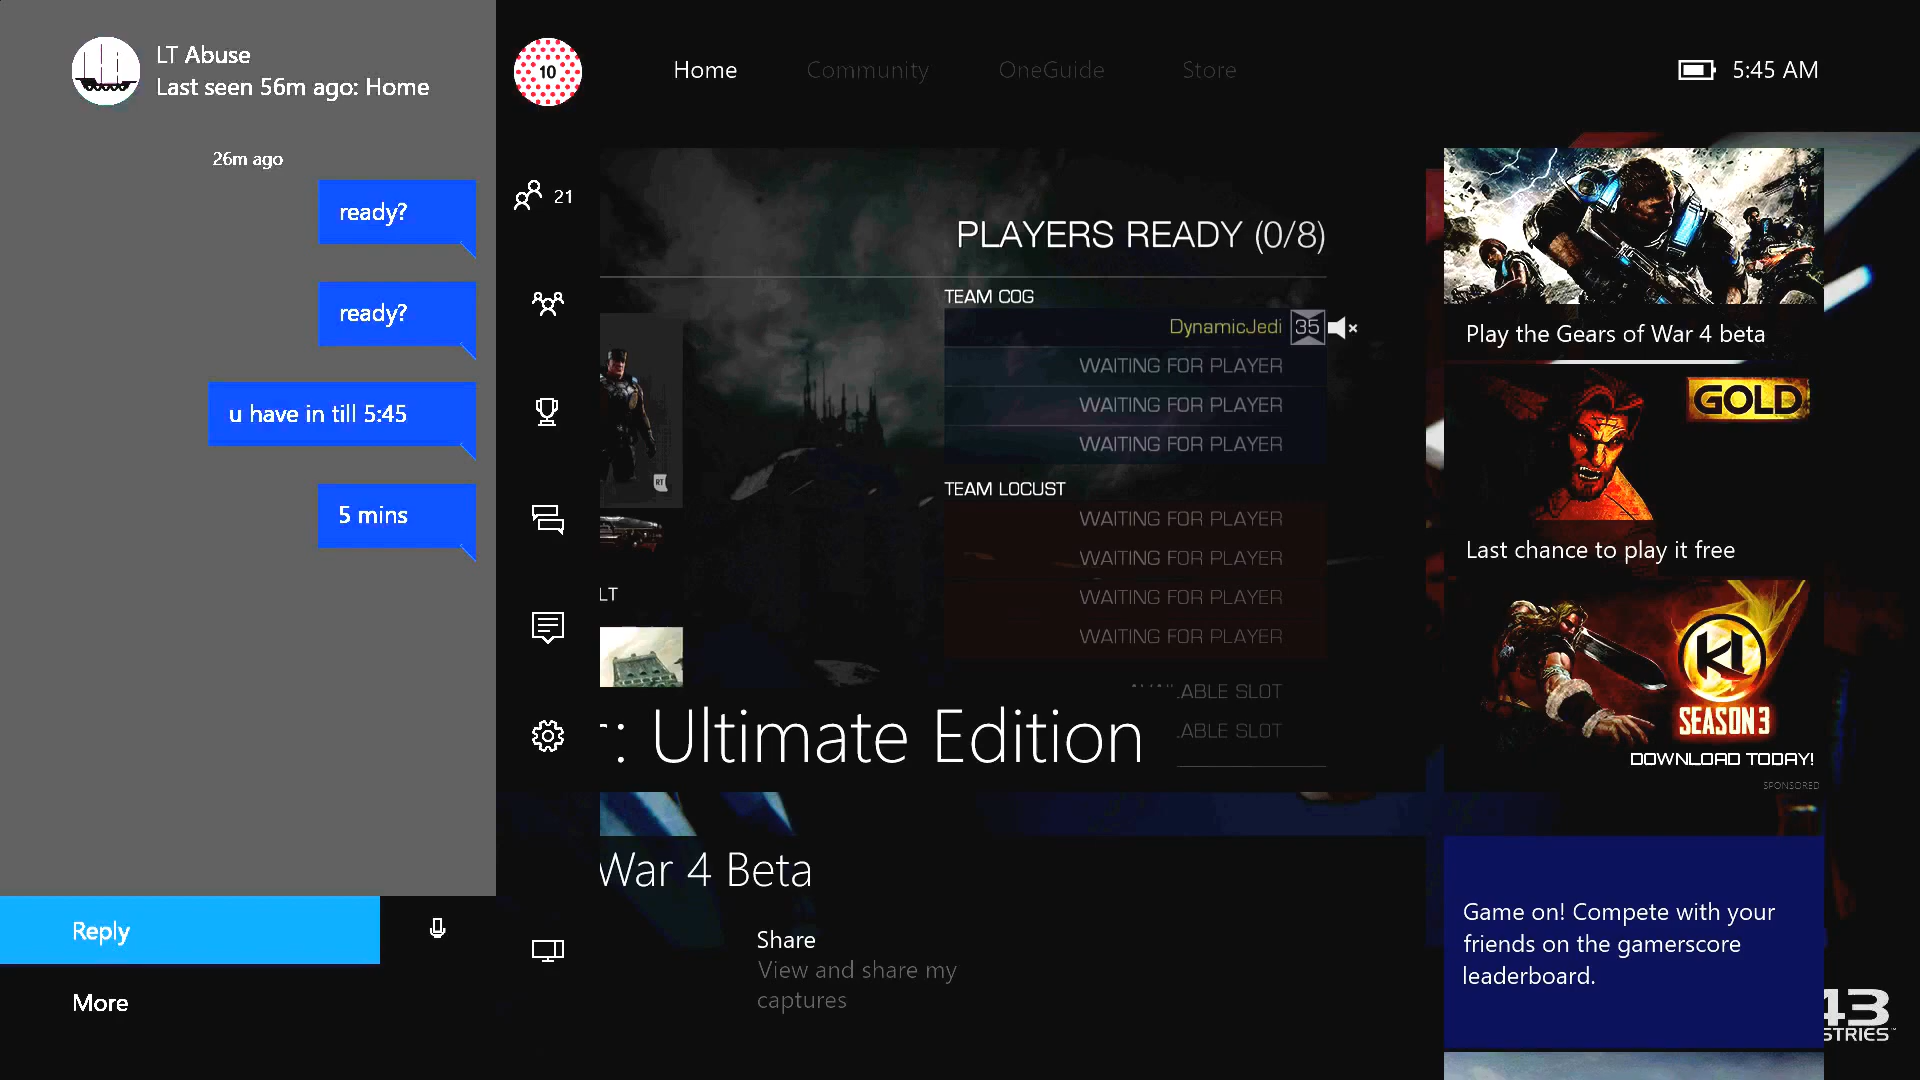 LT Abuse
Last seen 56m ago: Home
26m ago
ready?
ready?
u have in till 5:45
5 mins
Reply
More
10
21
Home
Community
OneGuide
Store
5:45 AM
PLAYERS READY (0/8)
TEAM COG
DynamicJedi 35
WAITING FOR PLAYER
WAITING FOR PLAYER
WAITING FOR PLAYER
TEAM LOCUST
WAITING FOR PLAYER
WAITING FOR PLAYER
WAITING FOR PLAYER
WAITING FOR PLAYER
LABLE SLOT
LABLE SLOT
RT
LT
: Ultimate Edition
War 4 Beta
Share
View and share my
captures
Play the Gears of War 4 beta
GOLD
Last chance to play it free
KI
SEASON 3
DOWNLOAD TODAY!
SPONSORED
Game on! Compete with your
friends on the gamerscore
leaderboard.
43
STRIES™